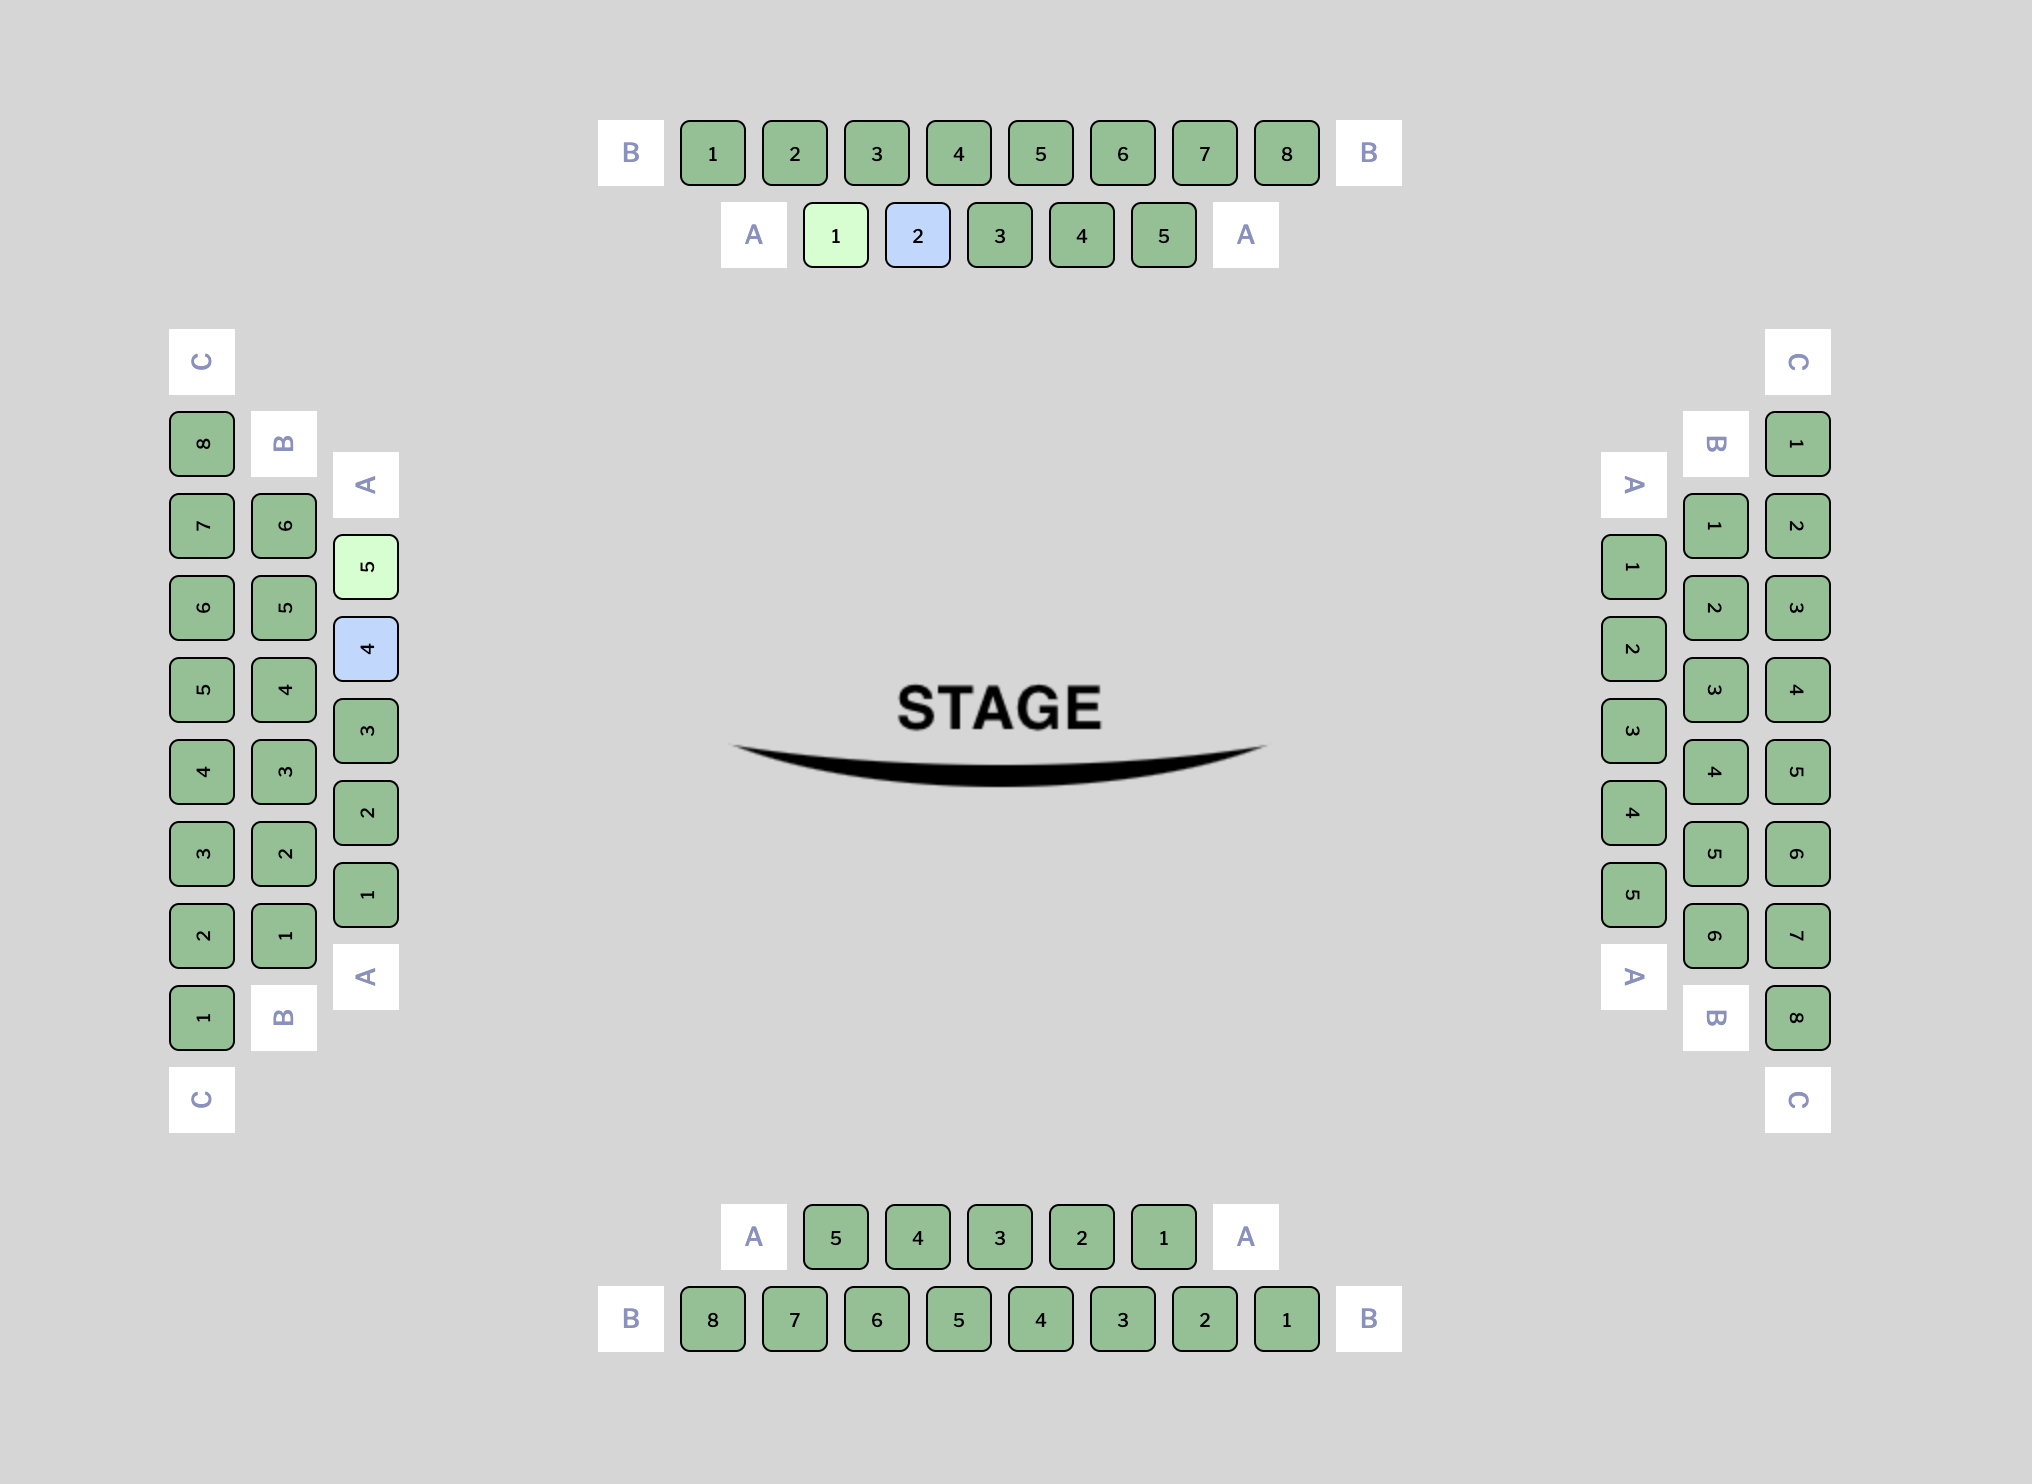 B 1 2 3 4 5 6 7 8 B
A 1 2 3 4 5 A
C 8 7 6 5 4 3 2 1 C
B 6 5 4 3 2 1 B
A 5 4 3 2 1 A
STAGE
A 1 2 3 4 5 A
B 1 2 3 4 5 6 B
C 1 2 3 4 5 6 7 8 C
A 5 4 3 2 1 A
B 8 7 6 5 4 3 2 1 B